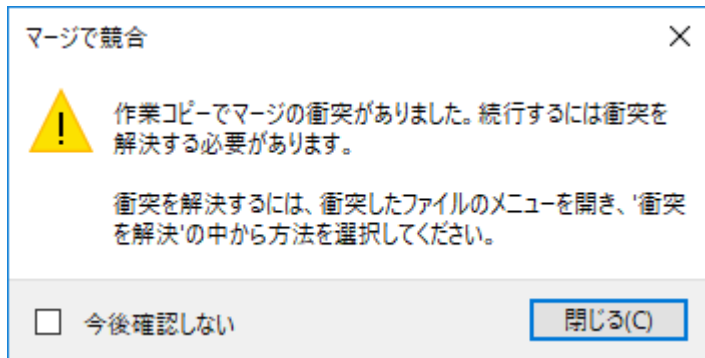 マージで競合
作業コピーでマージの衝突がありました。続行するには衝突を
解決する必要があります。
衝突を解決するには、衝突したファイルのメニューを開き、'衝突
を解決'の中から方法を選択してください。
今後確認しない
閉じる(C)